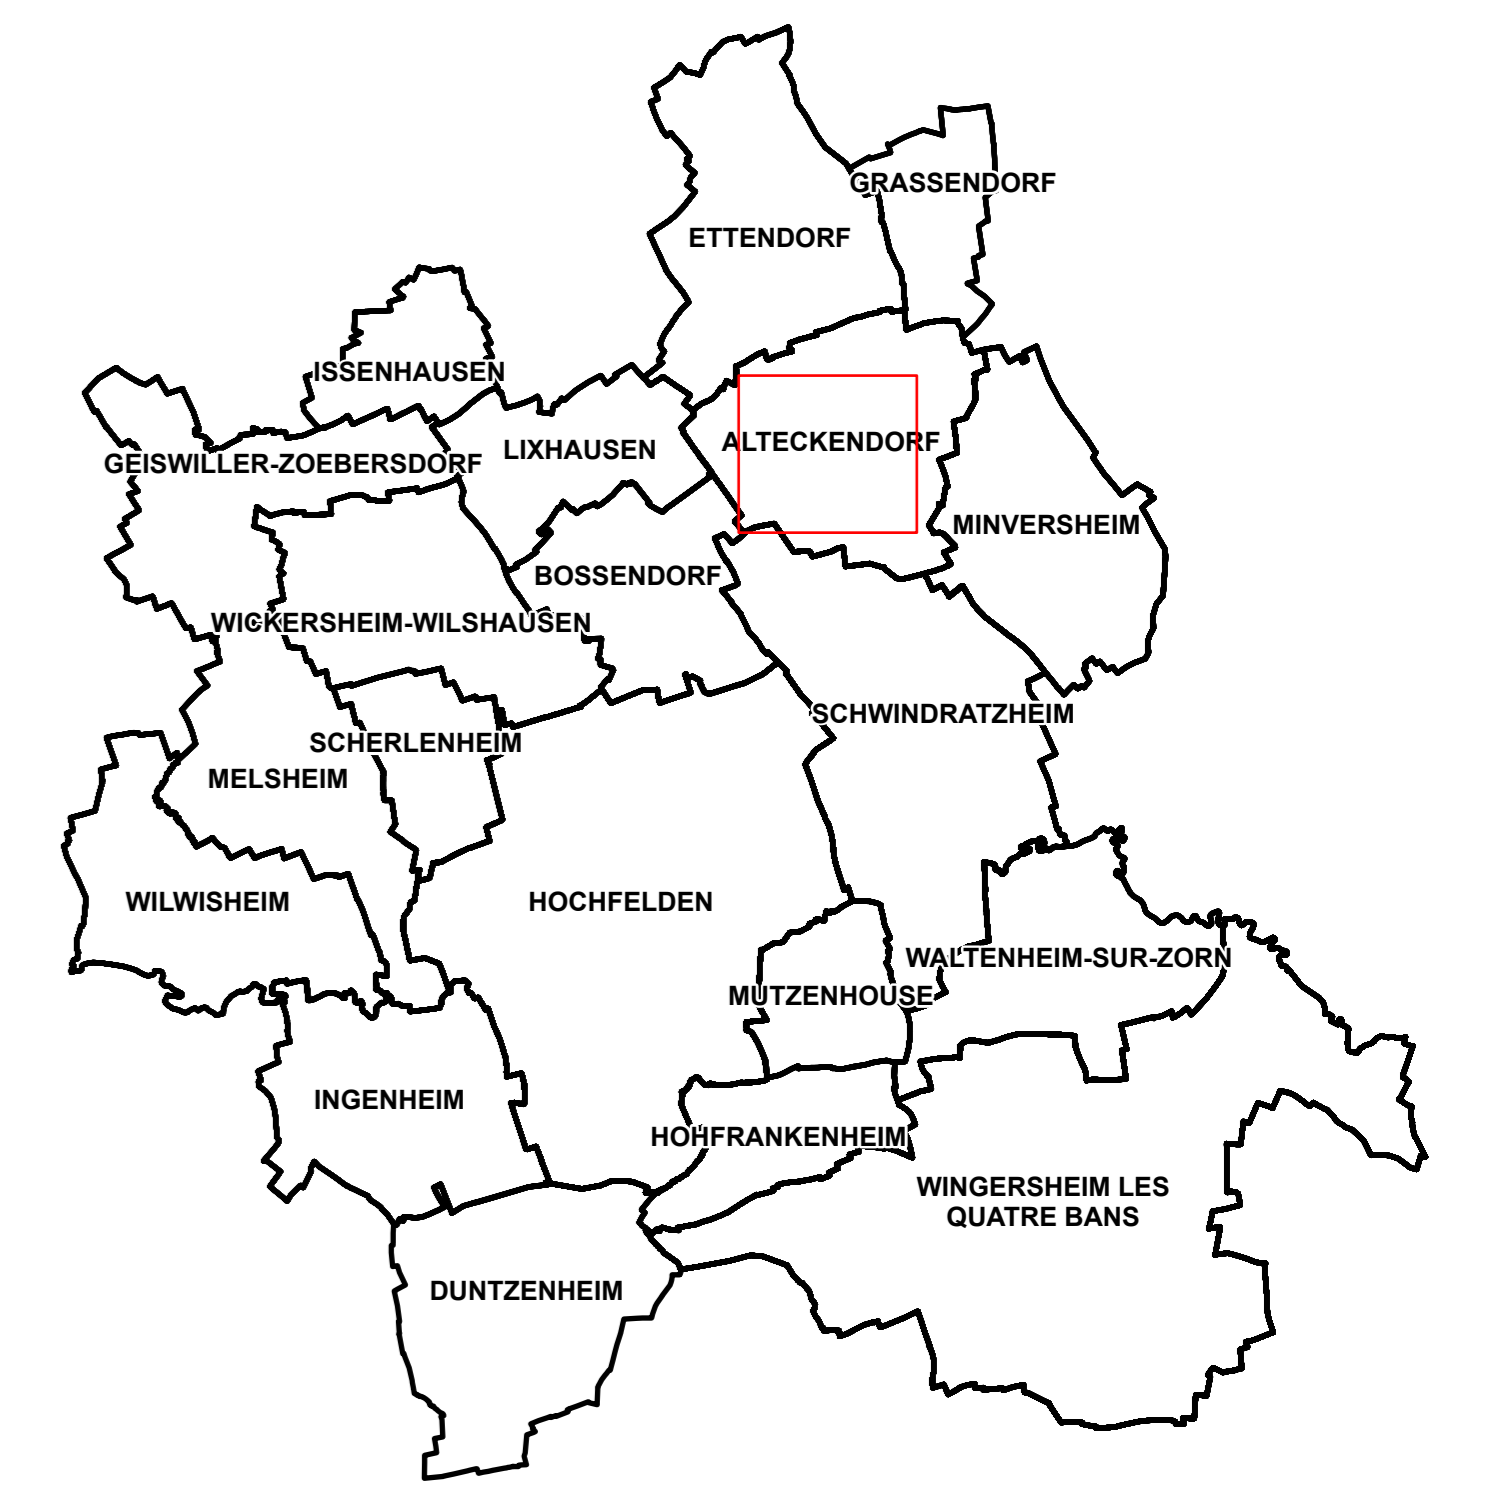 GRASSENDORF
ETTENDORF
ISSENHAUSEN
ALTECKENDORF
LIXHAUSEN
GEISWILLER-ZOEBERSDORF
MINVERSHEIM
BOSSENDORF
WICKERSHEIM-WILSHAUSEN
SCHWINDRATZHEIM
SCHERLENHEIM
MELSHEIM
WILWISHEIM
HOCHFELDEN
WALTENHEIM-SUR-ZORN
MUTZENHOUSE
INGENHEIM
HOHFRANKENHEIM
WINGERSHEIM LES
QUATRE BANS
DUNTZENHEIM